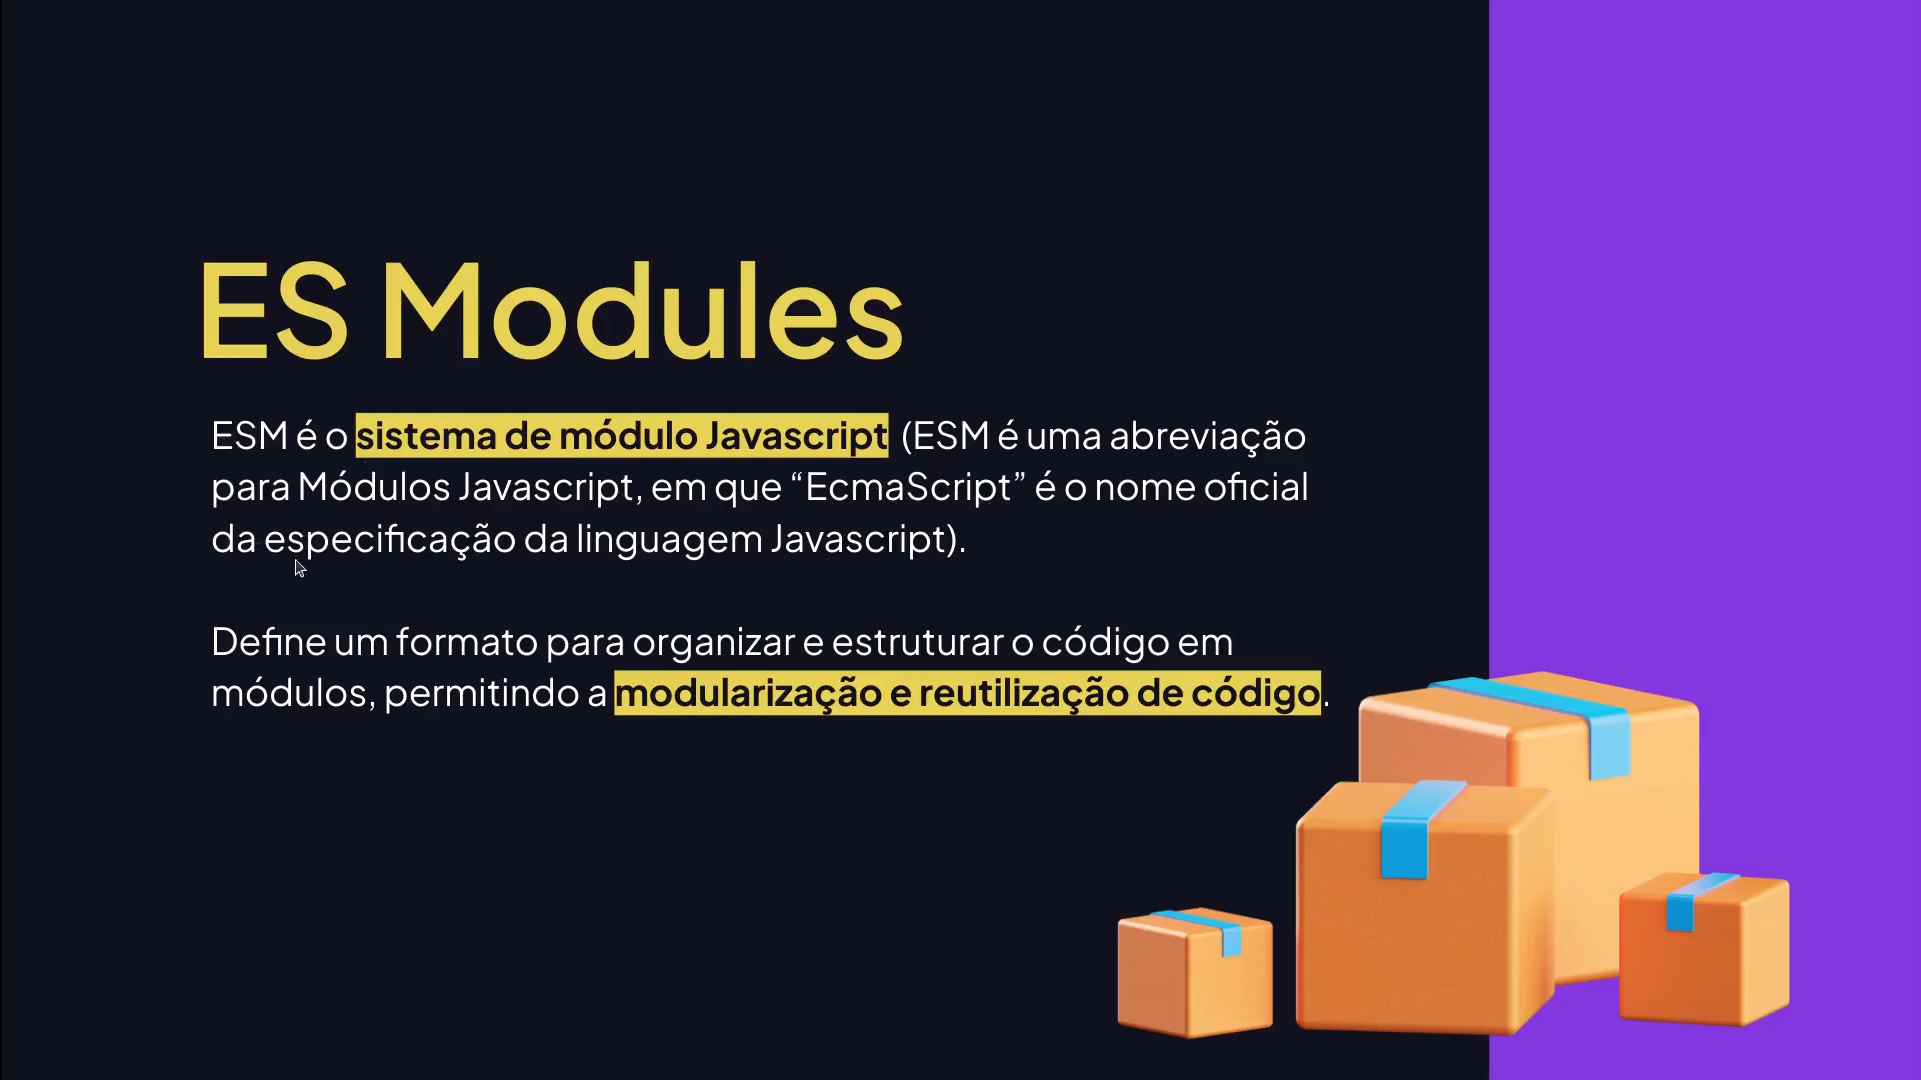 ES Modules
ESM é o sistema de módulo Javascript (ESM é uma abreviação
para Módulos Javascript, em que “EcmaScript” é o nome oficial
da especificação da linguagem Javascript).
Define um formato para organizar e estruturar o código em
módulos, permitindo a modularização e reutilização de código.